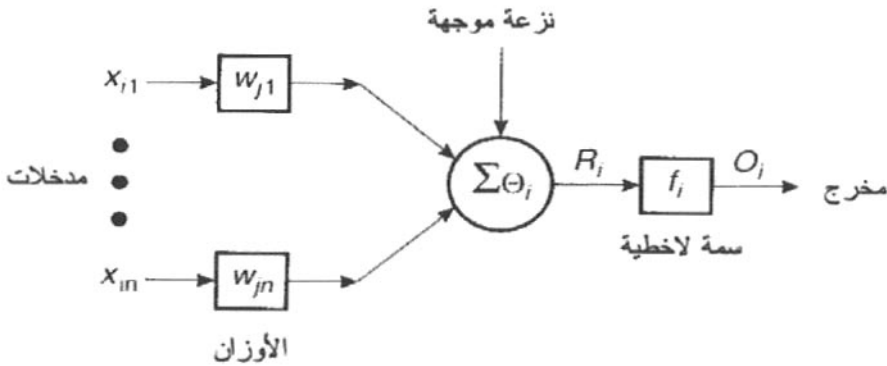 نزعة موجهة
x_i1
w_j1
ΣΘ_i
R_i
f_i
O_i
مخرج
سمة لاخطية
مدخلات
x_in
w_jn
الأوزان